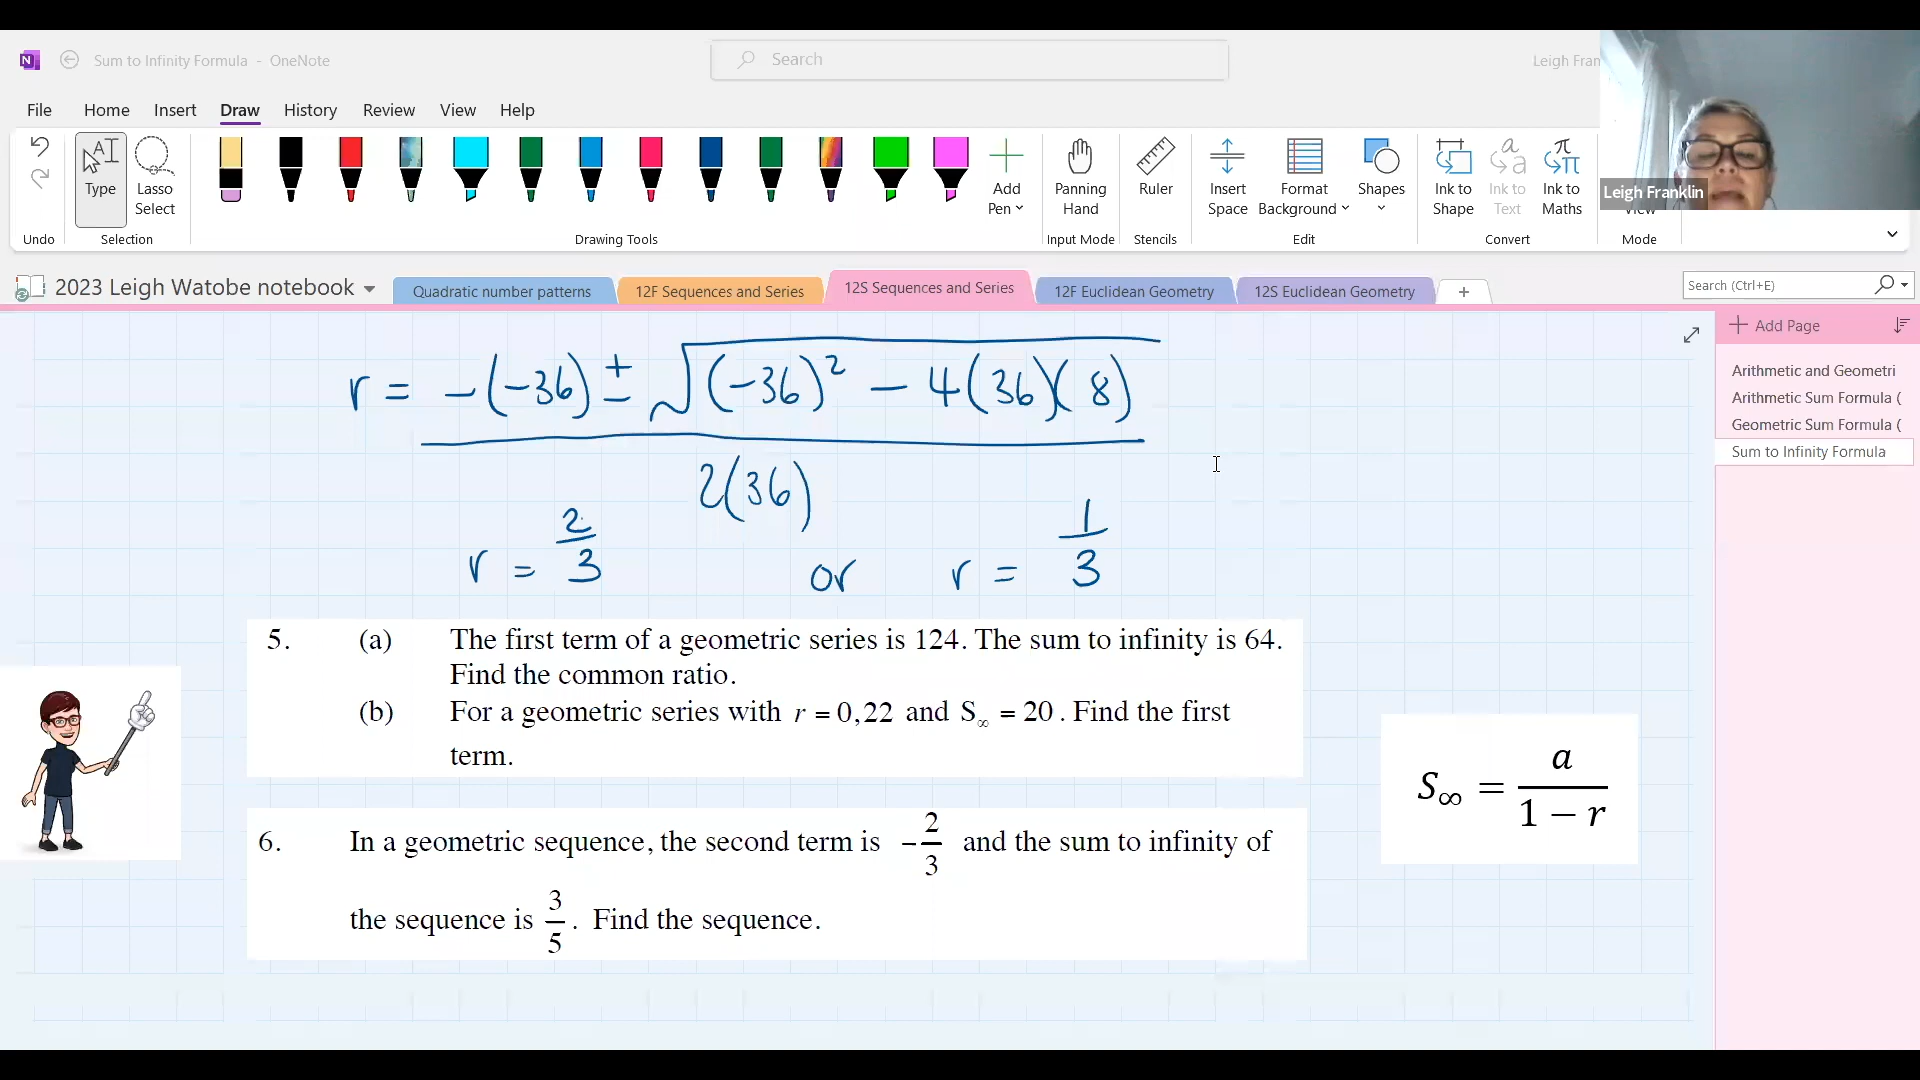 Sum to Infinity Formula - OneNote
Search
Leigh Fran
File Home Insert Draw History Review View Help
Undo
Type
Lasso Select
Selection
Drawing Tools
Add Pen
Panning Hand
Input Mode
Ruler
Stencils
Insert Space
Format Background
Shapes
Edit
Ink to Shape
Ink to Text
Ink to Maths
Convert
Leigh Franklin
View
Mode
2023 Leigh Watobe notebook
Quadratic number patterns
12F Sequences and Series
12S Sequences and Series
12F Euclidean Geometry
12S Euclidean Geometry
Search (Ctrl+E)
Add Page
Arithmetic and Geometri
Arithmetic Sum Formula (
Geometric Sum Formula (
Sum to Infinity Formula
r = -(-36) ± √((-36)² - 4(36)(8))
2(36)
r = 2/3 or r = 1/3
5. (a) The first term of a geometric series is 124. The sum to infinity is 64.
Find the common ratio.
(b) For a geometric series with r = 0,22 and S∞ = 20. Find the first
term.
6. In a geometric sequence, the second term is -2/3 and the sum to infinity of
the sequence is 3/5. Find the sequence.
S∞ = a/(1 - r)